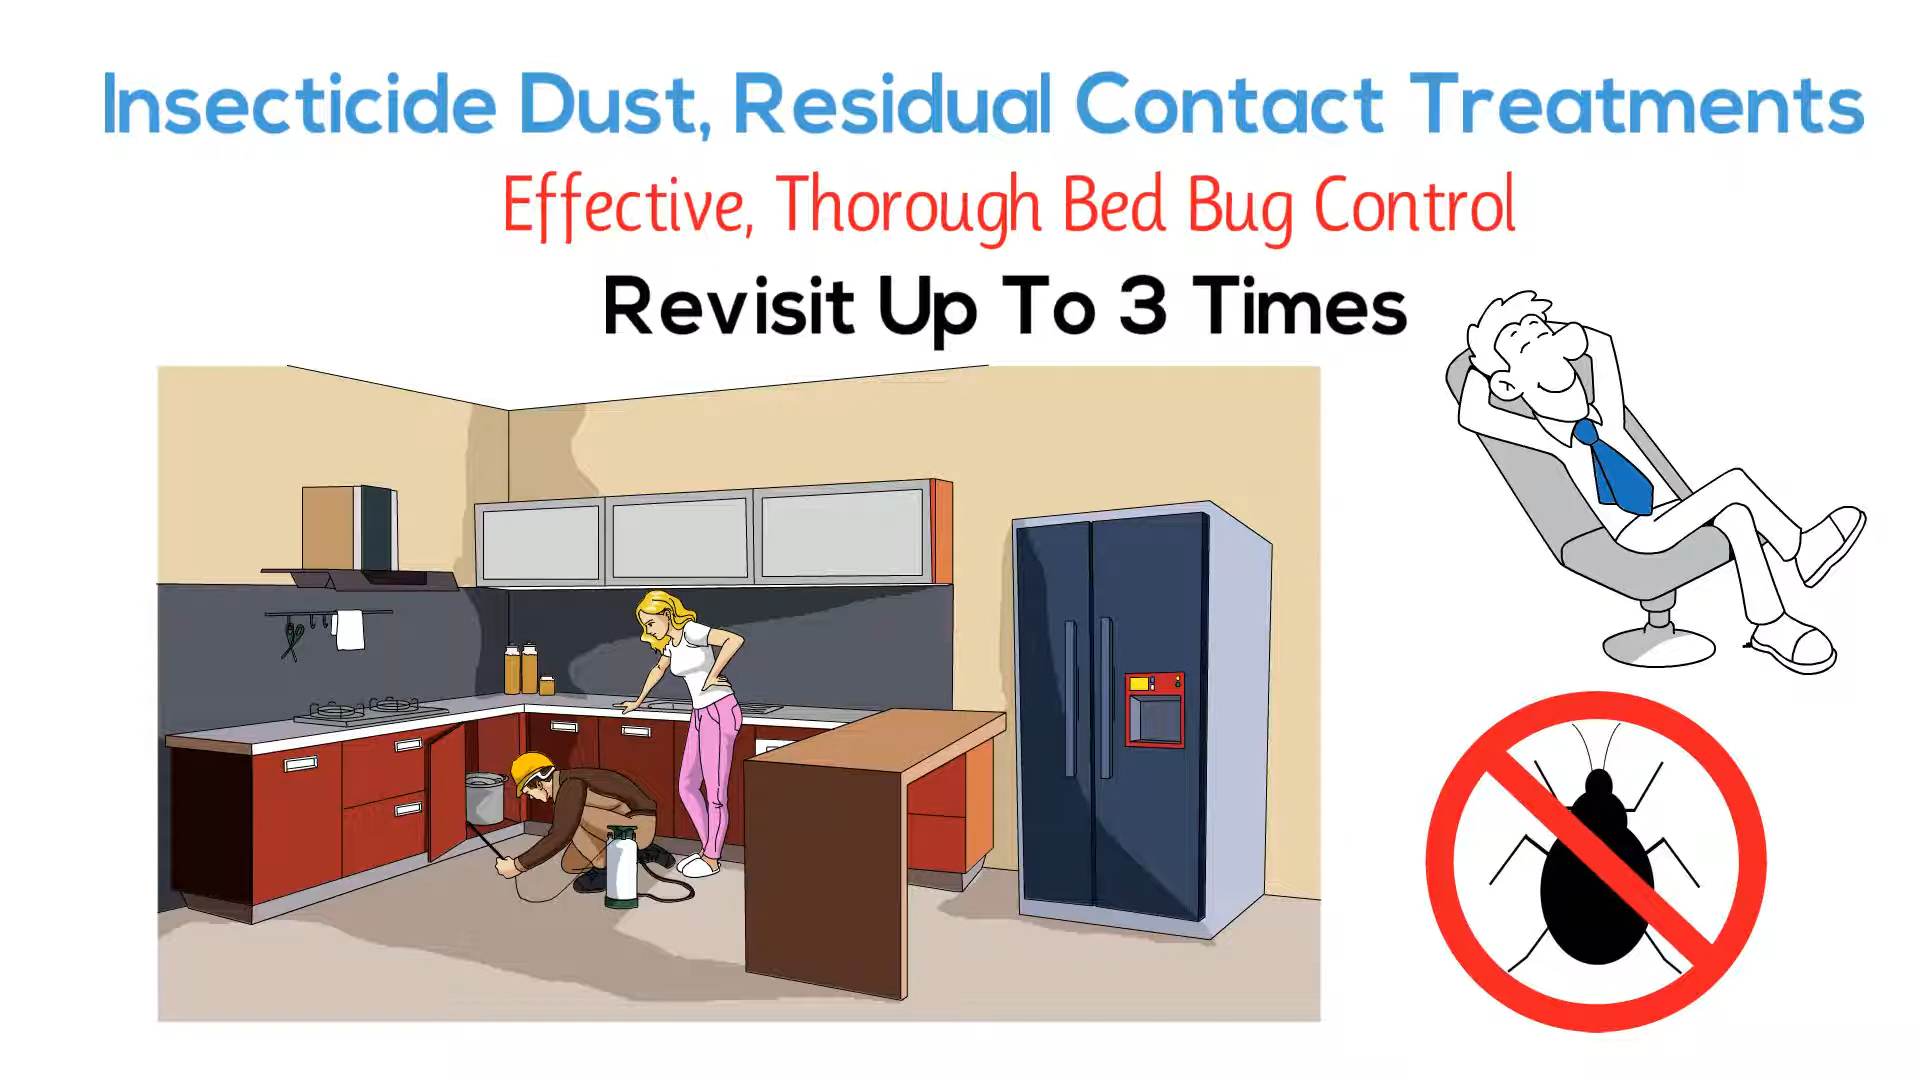 Insecticide Dust, Residual Contact Treatments
Effective, Thorough Bed Bug Control
Revisit Up To 3 Times